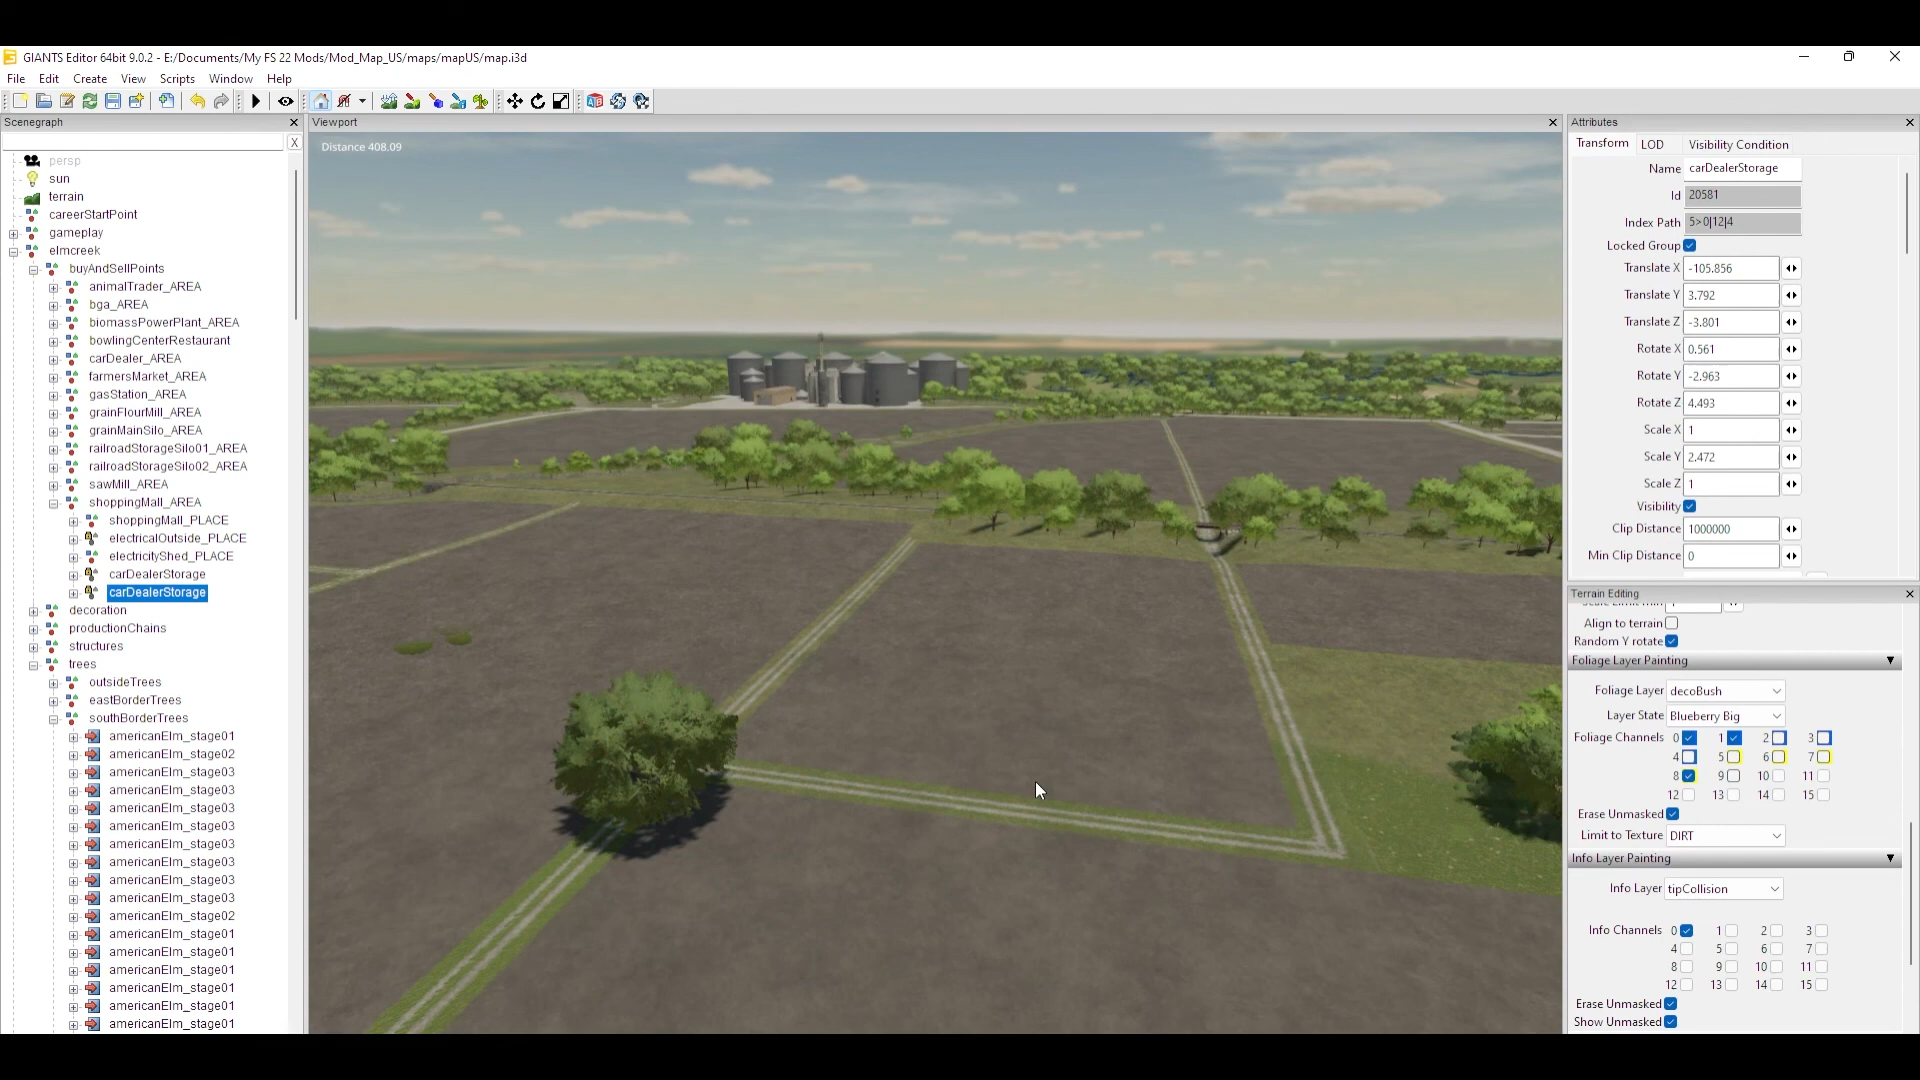 GIANTS Editor 64bit 9.0.2 - E:/Documents/My FS 22 Mods/Mod_Map_US/maps/mapUS/map.i3d
File Edit Create View Scripts Window Help
Scenegraph
X
persp
sun
terrain
careerStartPoint
gameplay
elmcreek
buyAndSellPoints
animalTrader_AREA
bga_AREA
biomassPowerPlant_AREA
bowlingCenterRestaurant
carDealer_AREA
farmersMarket_AREA
gasStation_AREA
grainFlourMill_AREA
grainMainSilo_AREA
railroadStorageSilo01_AREA
railroadStorageSilo02_AREA
sawMill_AREA
shoppingMall_AREA
shoppingMall_PLACE
electricalOutside_PLACE
electricityShed_PLACE
carDealerStorage
carDealerStorage
decoration
productionChains
structures
trees
outsideTrees
eastBorderTrees
southBorderTrees
americanElm_stage01
americanElm_stage02
americanElm_stage03
americanElm_stage03
americanElm_stage03
americanElm_stage03
americanElm_stage03
americanElm_stage03
americanElm_stage03
americanElm_stage03
americanElm_stage02
americanElm_stage01
americanElm_stage01
americanElm_stage01
americanElm_stage01
americanElm_stage01
americanElm_stage01
Viewport
Distance 408.09
Attributes
Transform LOD Visibility Condition
Name carDealerStorage
Id 20581
Index Path 5>0|12|4
Locked Group
Translate X -105.856
Translate Y 3.792
Translate Z -3.801
Rotate X 0.561
Rotate Y -2.963
Rotate Z 4.493
Scale X 1
Scale Y 2.472
Scale Z 1
Visibility
Clip Distance 1000000
Min Clip Distance 0
Terrain Editing
Align to terrain
Random Y rotate
Foliage Layer Painting
Foliage Layer decoBush
Layer State Blueberry Big
Foliage Channels 0 1 2 3
4 5 6 7
8 9 10 11
12 13 14 15
Erase Unmasked
Limit to Texture DIRT
Info Layer Painting
Info Layer tipCollision
Info Channels 0 1 2 3
4 5 6 7
8 9 10 11
12 13 14 15
Erase Unmasked
Show Unmasked